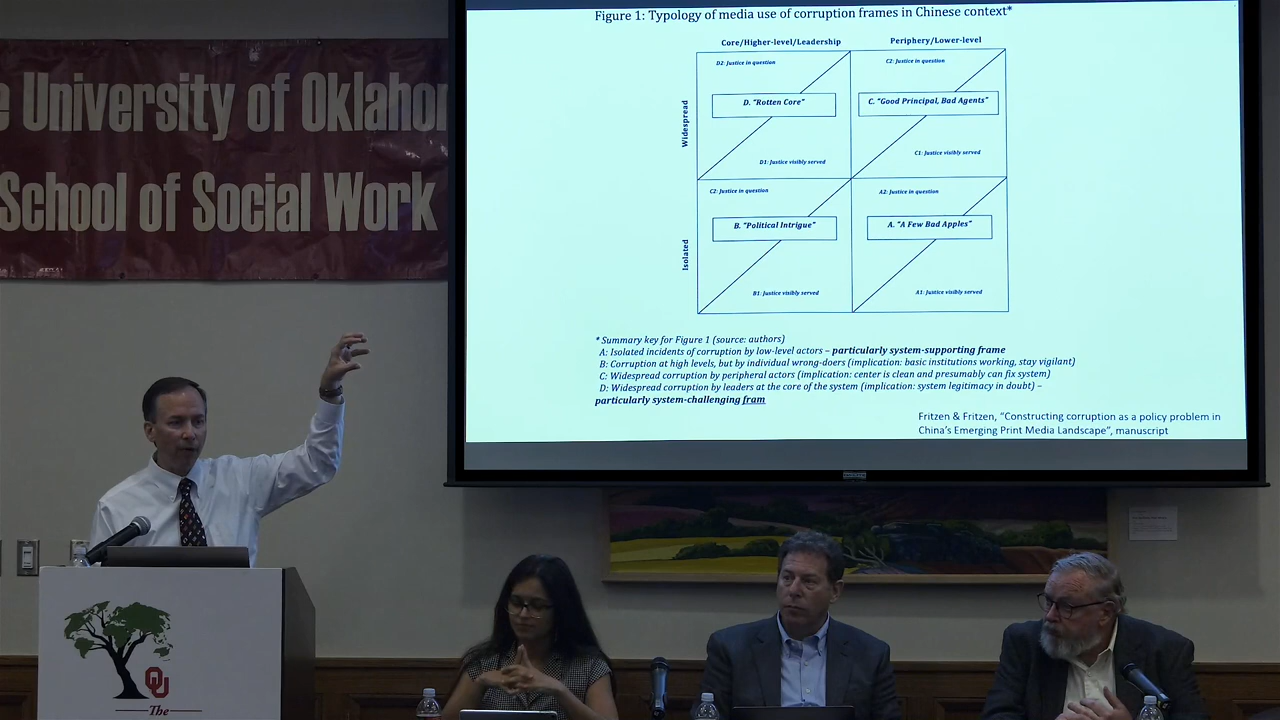 e University of Oklahor
School of Social Work
Figure 1: Typology of media use of corruption frames in Chinese context*
Core/Higher-level/Leadership
Periphery/Lower-level
Widespread
D2: Justice in question
D. "Rotten Core"
D1: Justice visibly served
C2: Justice in question
C. "Good Principal, Bad Agents"
C1: Justice visibly served
Isolated
C2: Justice in question
B. "Political Intrigue"
B1: Justice visibly served
A2: Justice in question
A. "A Few Bad Apples"
A1: Justice visibly served
* Summary key for Figure 1 (source: authors)
A: Isolated incidents of corruption by low-level actors – particularly system-supporting frame
B: Corruption at high levels, but by individual wrong-doers (implication: basic institutions working, stay vigilant)
C: Widespread corruption by peripheral actors (implication: center is clean and presumably can fix system)
D: Widespread corruption by leaders at the core of the system (implication: system legitimacy in doubt) –
particularly system-challenging fram
Fritzen & Fritzen, "Constructing corruption as a policy problem in
China's Emerging Print Media Landscape", manuscript
OU
The